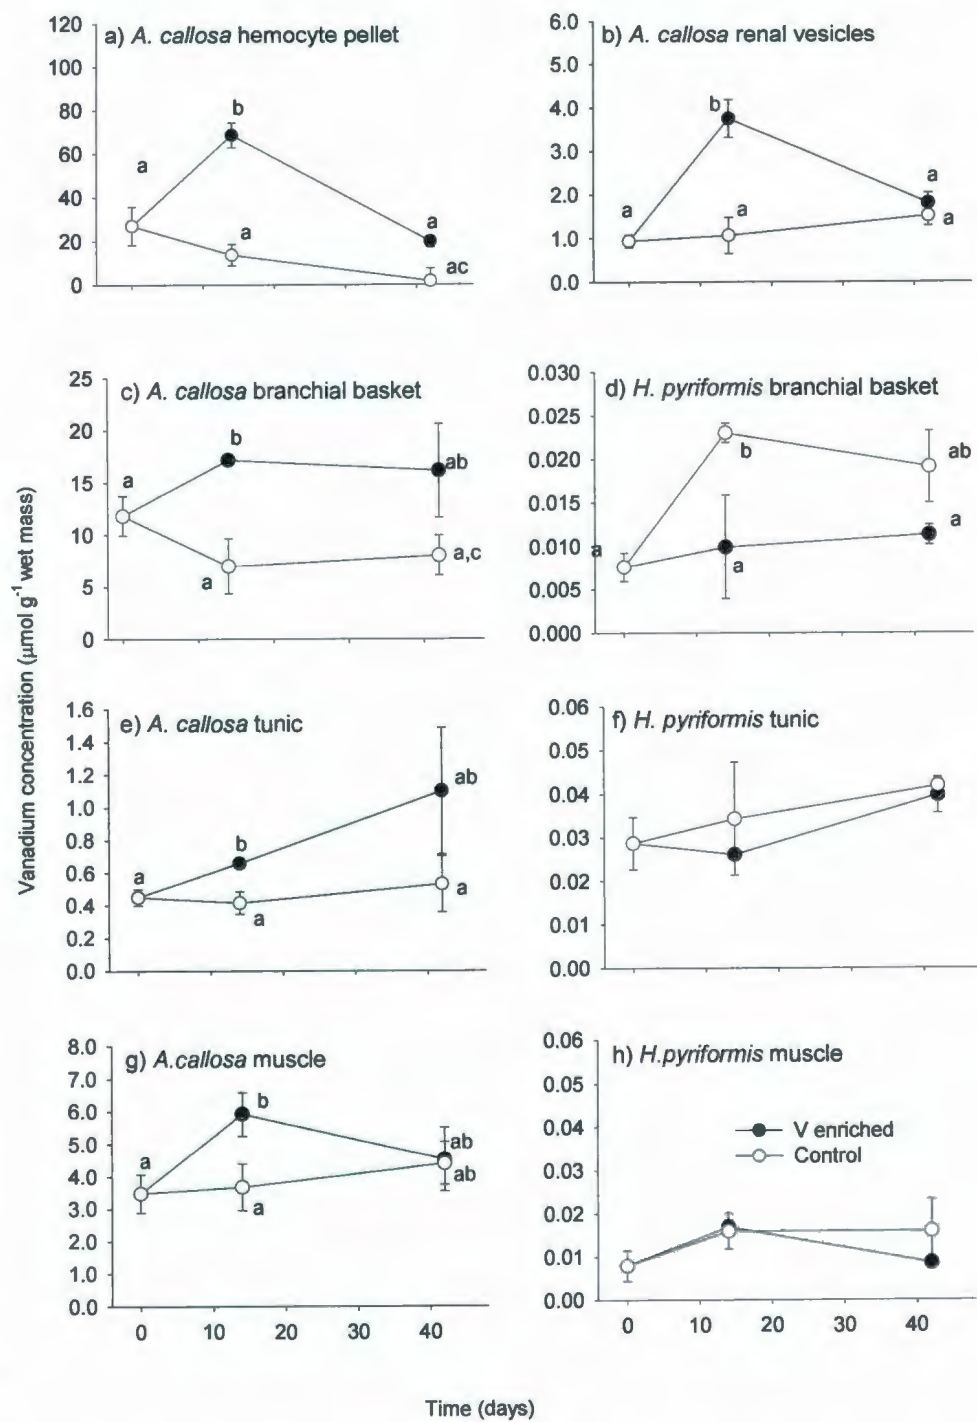 a) A. callosa hemocyte pellet
120
100
80
60
40
20
0
a
b
a
a
ac
b) A. callosa renal vesicles
6.0
5.0
4.0
3.0
2.0
1.0
0.0
a
b
a
a
a
c) A. callosa branchial basket
25
20
15
10
5
0
a
b
a
ab
a,c
d) H. pyriformis branchial basket
0.030
0.025
0.020
0.015
0.010
0.005
0.000
a
b
a
ab
a
Vanadium concentration (µmol g-1 wet mass)
e) A. callosa tunic
1.6
1.4
1.2
1.0
0.8
0.6
0.4
0.2
0.0
a
b
a
ab
a
f) H. pyriformis tunic
0.06
0.05
0.04
0.03
0.02
0.01
0.00
g) A.callosa muscle
8.0
7.0
6.0
5.0
4.0
3.0
2.0
1.0
0.0
a
b
a
ab
ab
0 10 20 30 40
h) H.pyriformis muscle
0.06
0.05
0.04
0.03
0.02
0.01
0.00
V enriched
Control
0 10 20 30 40
Time (days)